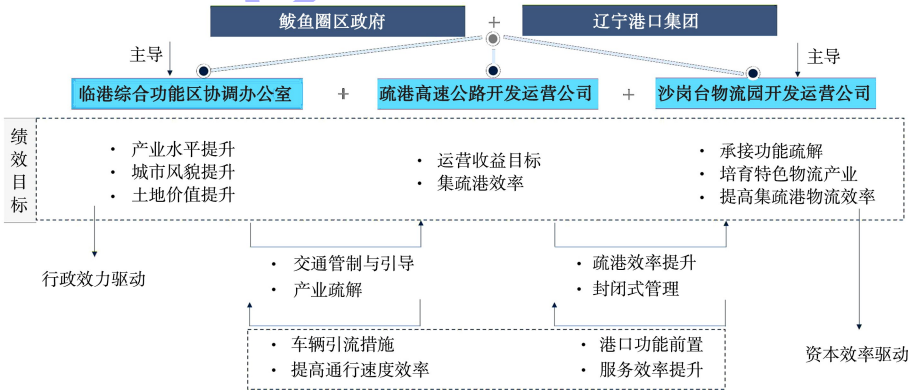 鲅鱼圈区政府
+
辽宁港口集团
主导
主导
临港综合功能区协调办公室
+
疏港高速公路开发运营公司
+
沙岗台物流园开发运营公司
绩效目标
• 产业水平提升
• 城市风貌提升
• 土地价值提升
• 运营收益目标
• 集疏港效率
• 承接功能疏解
• 培育特色物流产业
• 提高集疏港物流效率
行政效力驱动
• 交通管制与引导
• 产业疏解
• 疏港效率提升
• 封闭式管理
• 车辆引流措施
• 提高通行速度效率
• 港口功能前置
• 服务效率提升
资本效率驱动